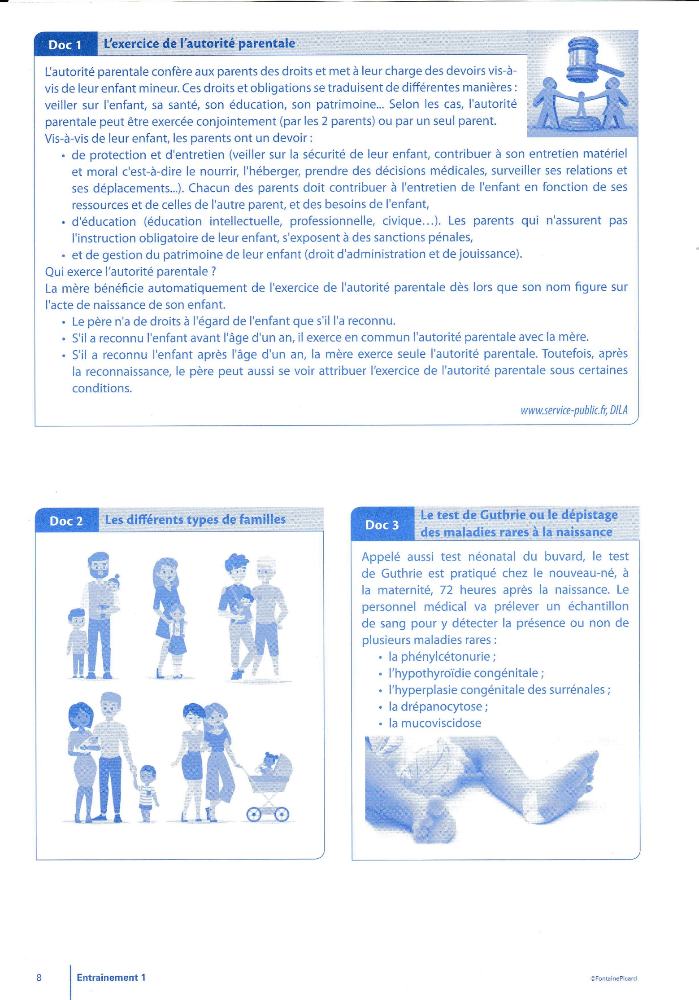 Doc 1
L'exercice de l'autorité parentale
L'autorité parentale confère aux parents des droits et met à leur charge des devoirs vis-à-
vis de leur enfant mineur. Ces droits et obligations se traduisent de différentes manières :
veiller sur l'enfant, sa santé, son éducation, son patrimoine... Selon les cas, l'autorité
parentale peut être exercée conjointement (par les 2 parents) ou par un seul parent.
Vis-à-vis de leur enfant, les parents ont un devoir :
• de protection et d'entretien (veiller sur la sécurité de leur enfant, contribuer à son entretien matériel
et moral c'est-à-dire le nourrir, l'héberger, prendre des décisions médicales, surveiller ses relations et
ses déplacements...). Chacun des parents doit contribuer à l'entretien de l'enfant en fonction de ses
ressources et de celles de l'autre parent, et des besoins de l'enfant,
• d'éducation (éducation intellectuelle, professionnelle, civique...). Les parents qui n'assurent pas
l'instruction obligatoire de leur enfant, s'exposent à des sanctions pénales,
• et de gestion du patrimoine de leur enfant (droit d'administration et de jouissance).
Qui exerce l'autorité parentale ?
La mère bénéficie automatiquement de l'exercice de l'autorité parentale dès lors que son nom figure sur
l'acte de naissance de son enfant.
• Le père n'a de droits à l'égard de l'enfant que s'il l'a reconnu.
• S'il a reconnu l'enfant avant l'âge d'un an, il exerce en commun l'autorité parentale avec la mère.
• S'il a reconnu l'enfant après l'âge d'un an, la mère exerce seule l'autorité parentale. Toutefois, après
la reconnaissance, le père peut aussi se voir attribuer l'exercice de l'autorité parentale sous certaines
conditions.
www.service-public.fr, DILA
Doc 2
Les différents types de familles
Doc 3
Le test de Guthrie ou le dépistage
des maladies rares à la naissance
Appelé aussi test néonatal du buvard, le test
de Guthrie est pratiqué chez le nouveau-né, à
la maternité, 72 heures après la naissance. Le
personnel médical va prélever un échantillon
de sang pour y détecter la présence ou non de
plusieurs maladies rares :
• la phénylcétonurie ;
• l'hypothyroïdie congénitale ;
• l'hyperplasie congénitale des surrénales ;
• la drépanocytose ;
• la mucoviscidose
8
Entraînement 1
©FontainePicard